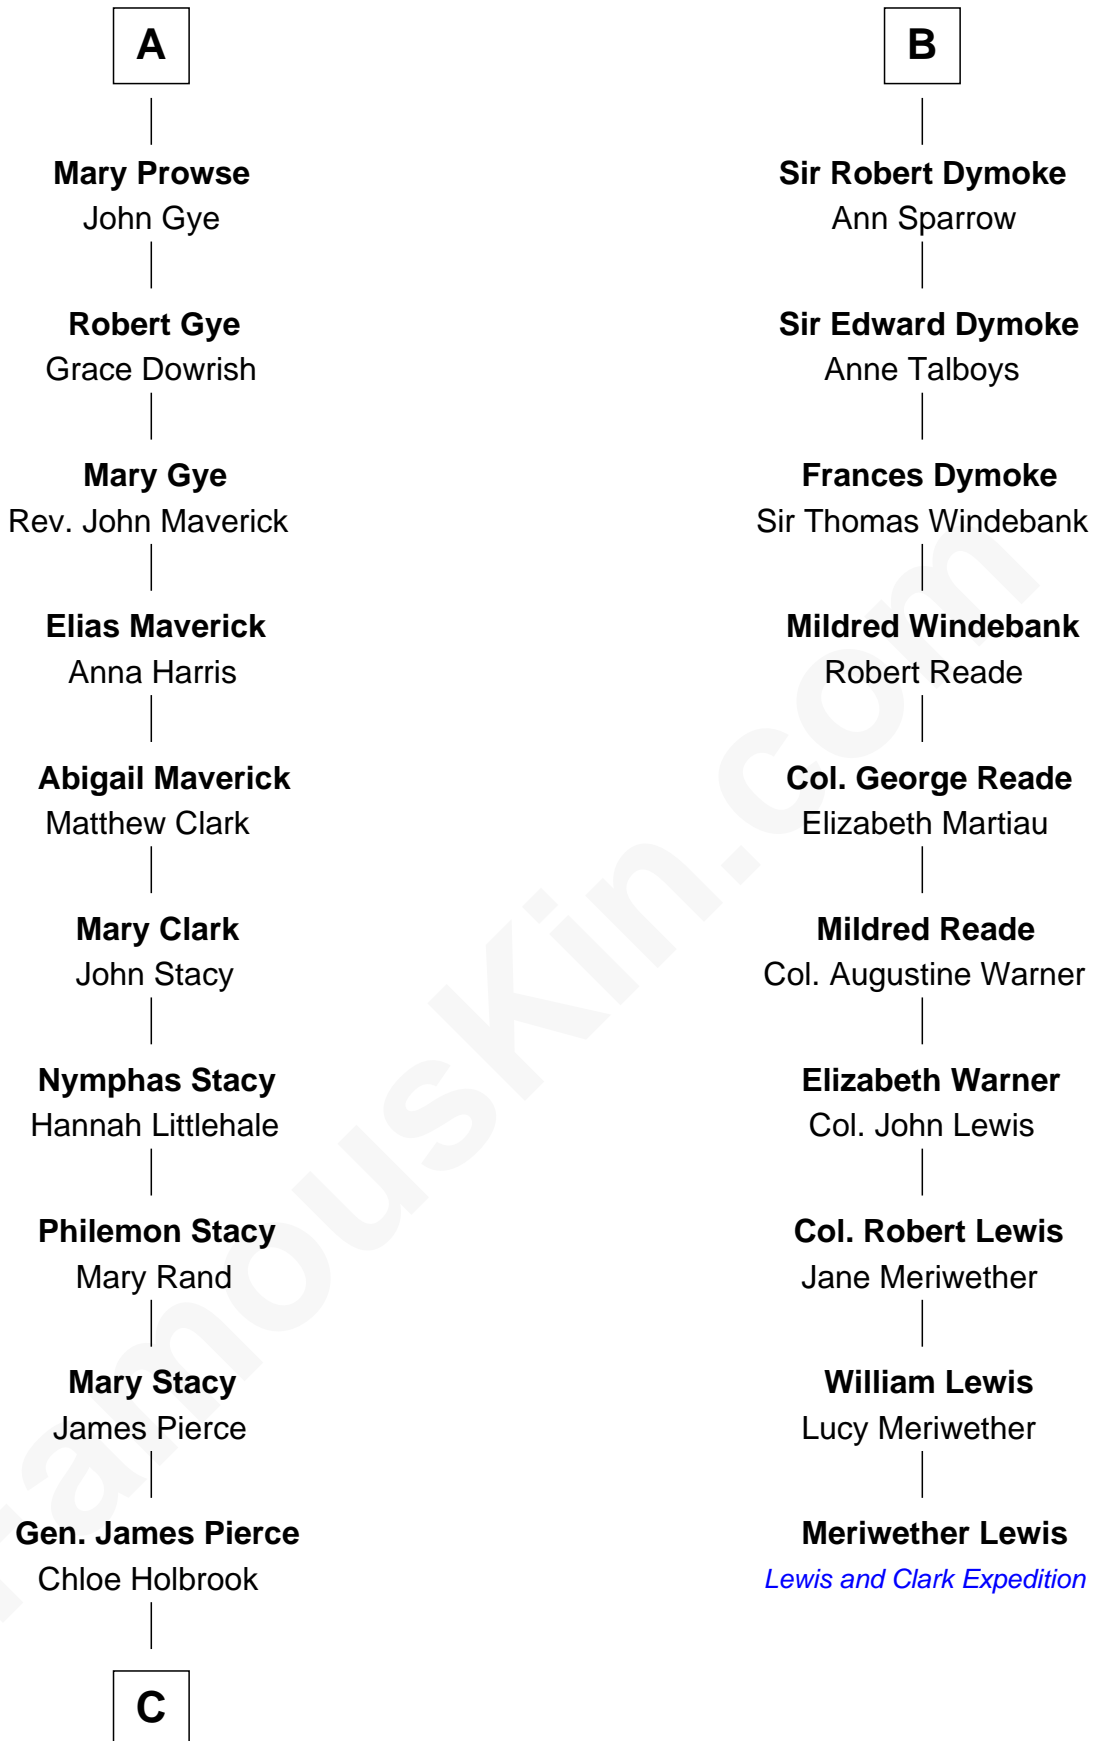 A
Mary Prowse
John Gye
Robert Gye
Grace Dowrish
Mary Gye
Rev. John Maverick
Elias Maverick
Anna Harris
Abigail Maverick
Matthew Clark
Mary Clark
John Stacy
Nymphas Stacy
Hannah Littlehale
Philemon Stacy
Mary Rand
Mary Stacy
James Pierce
Gen. James Pierce
Chloe Holbrook
C
B
Sir Robert Dymoke
Ann Sparrow
Sir Edward Dymoke
Anne Talboys
Frances Dymoke
Sir Thomas Windebank
Mildred Windebank
Robert Reade
Col. George Reade
Elizabeth Martiau
Mildred Reade
Col. Augustine Warner
Elizabeth Warner
Col. John Lewis
Col. Robert Lewis
Jane Meriwether
William Lewis
Lucy Meriwether
Meriwether Lewis
Lewis and Clark Expedition
FamousKin.com